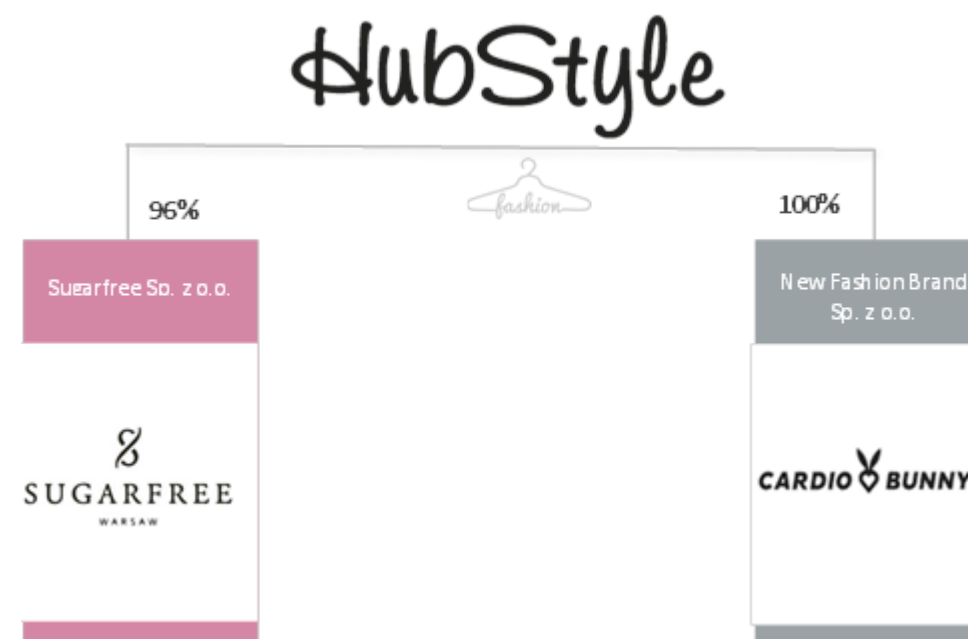 HubStyle
fashion
96%
100%
Sugarfree Sp. z o.o.
New Fashion Brand
Sp. z o.o.
SUGARFREE
WARSAW
CARDIO BUNNY